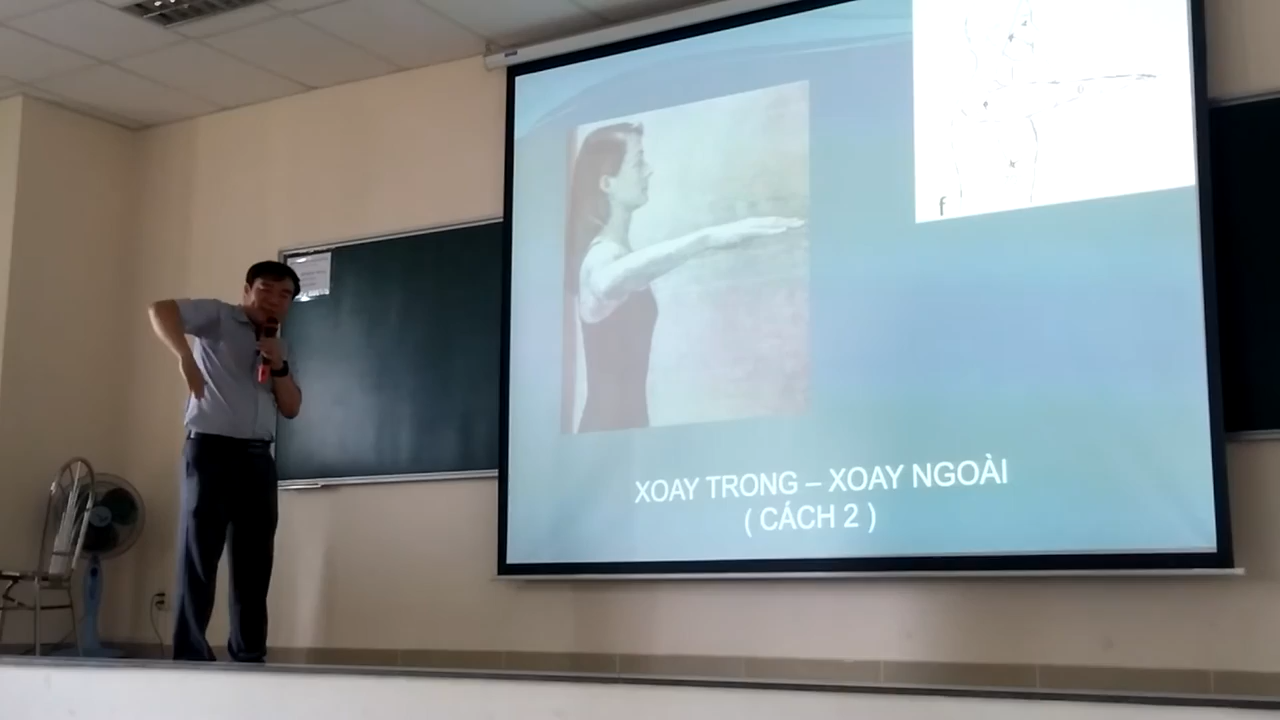 f
XOAY TRONG – XOAY NGOÀI
( CÁCH 2 )